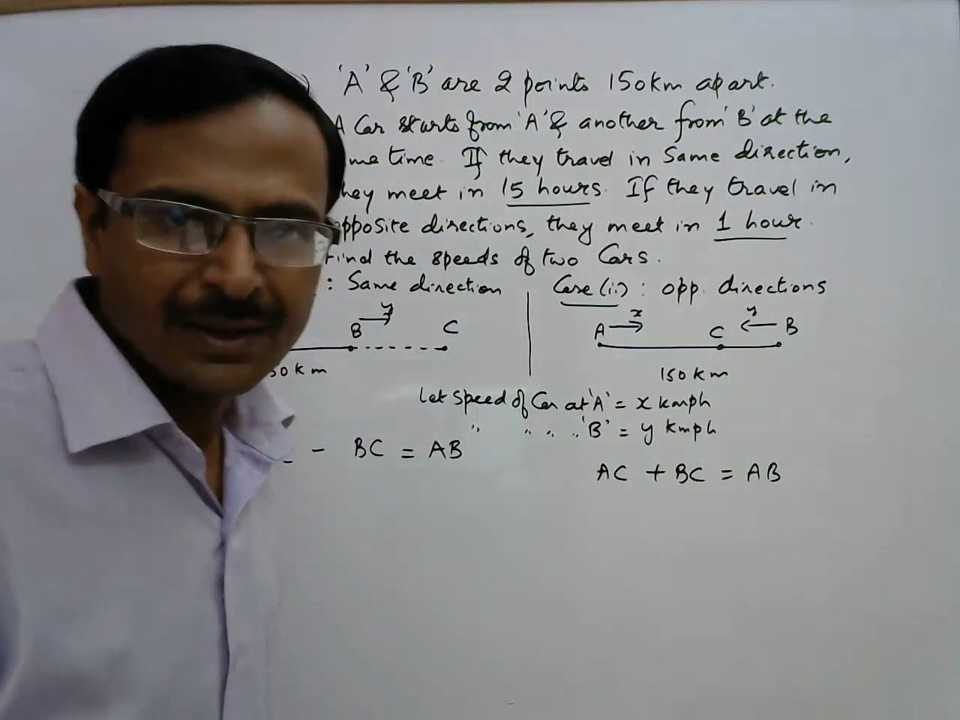 ) 'A' & 'B' are 2 points 150km apart.
A Car starts from 'A' & another from 'B' at the
me time. If they travel in Same direction,
hey meet in 15 hours. If they travel in
opposite directions, they meet in 1 hour.
find the speeds of two Cars.
: Same direction
Case (ii) : opp. directions
B y C
A x C y B
50 km
150 km
Let Speed of Car at 'A' = x kmph
" " " " 'B' = y kmph
- BC = AB
AC + BC = AB